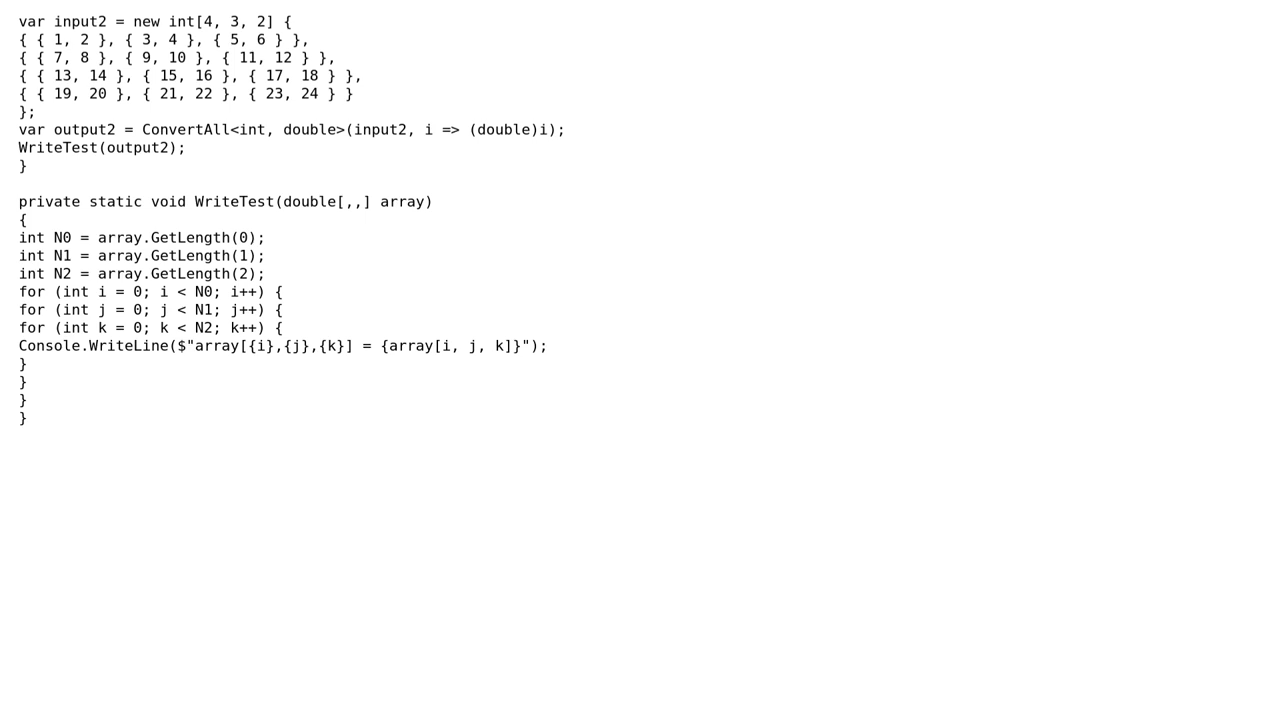 var input2 = new int[4, 3, 2] {
{ { 1, 2 }, { 3, 4 }, { 5, 6 } },
{ { 7, 8 }, { 9, 10 }, { 11, 12 } },
{ { 13, 14 }, { 15, 16 }, { 17, 18 } },
{ { 19, 20 }, { 21, 22 }, { 23, 24 } }
};
var output2 = ConvertAll<int, double>(input2, i => (double)i);
WriteTest(output2);
}

private static void WriteTest(double[,,] array)
{
int N0 = array.GetLength(0);
int N1 = array.GetLength(1);
int N2 = array.GetLength(2);
for (int i = 0; i < N0; i++) {
for (int j = 0; j < N1; j++) {
for (int k = 0; k < N2; k++) {
Console.WriteLine($"array[{i},{j},{k}] = {array[i, j, k]}");
}
}
}
}